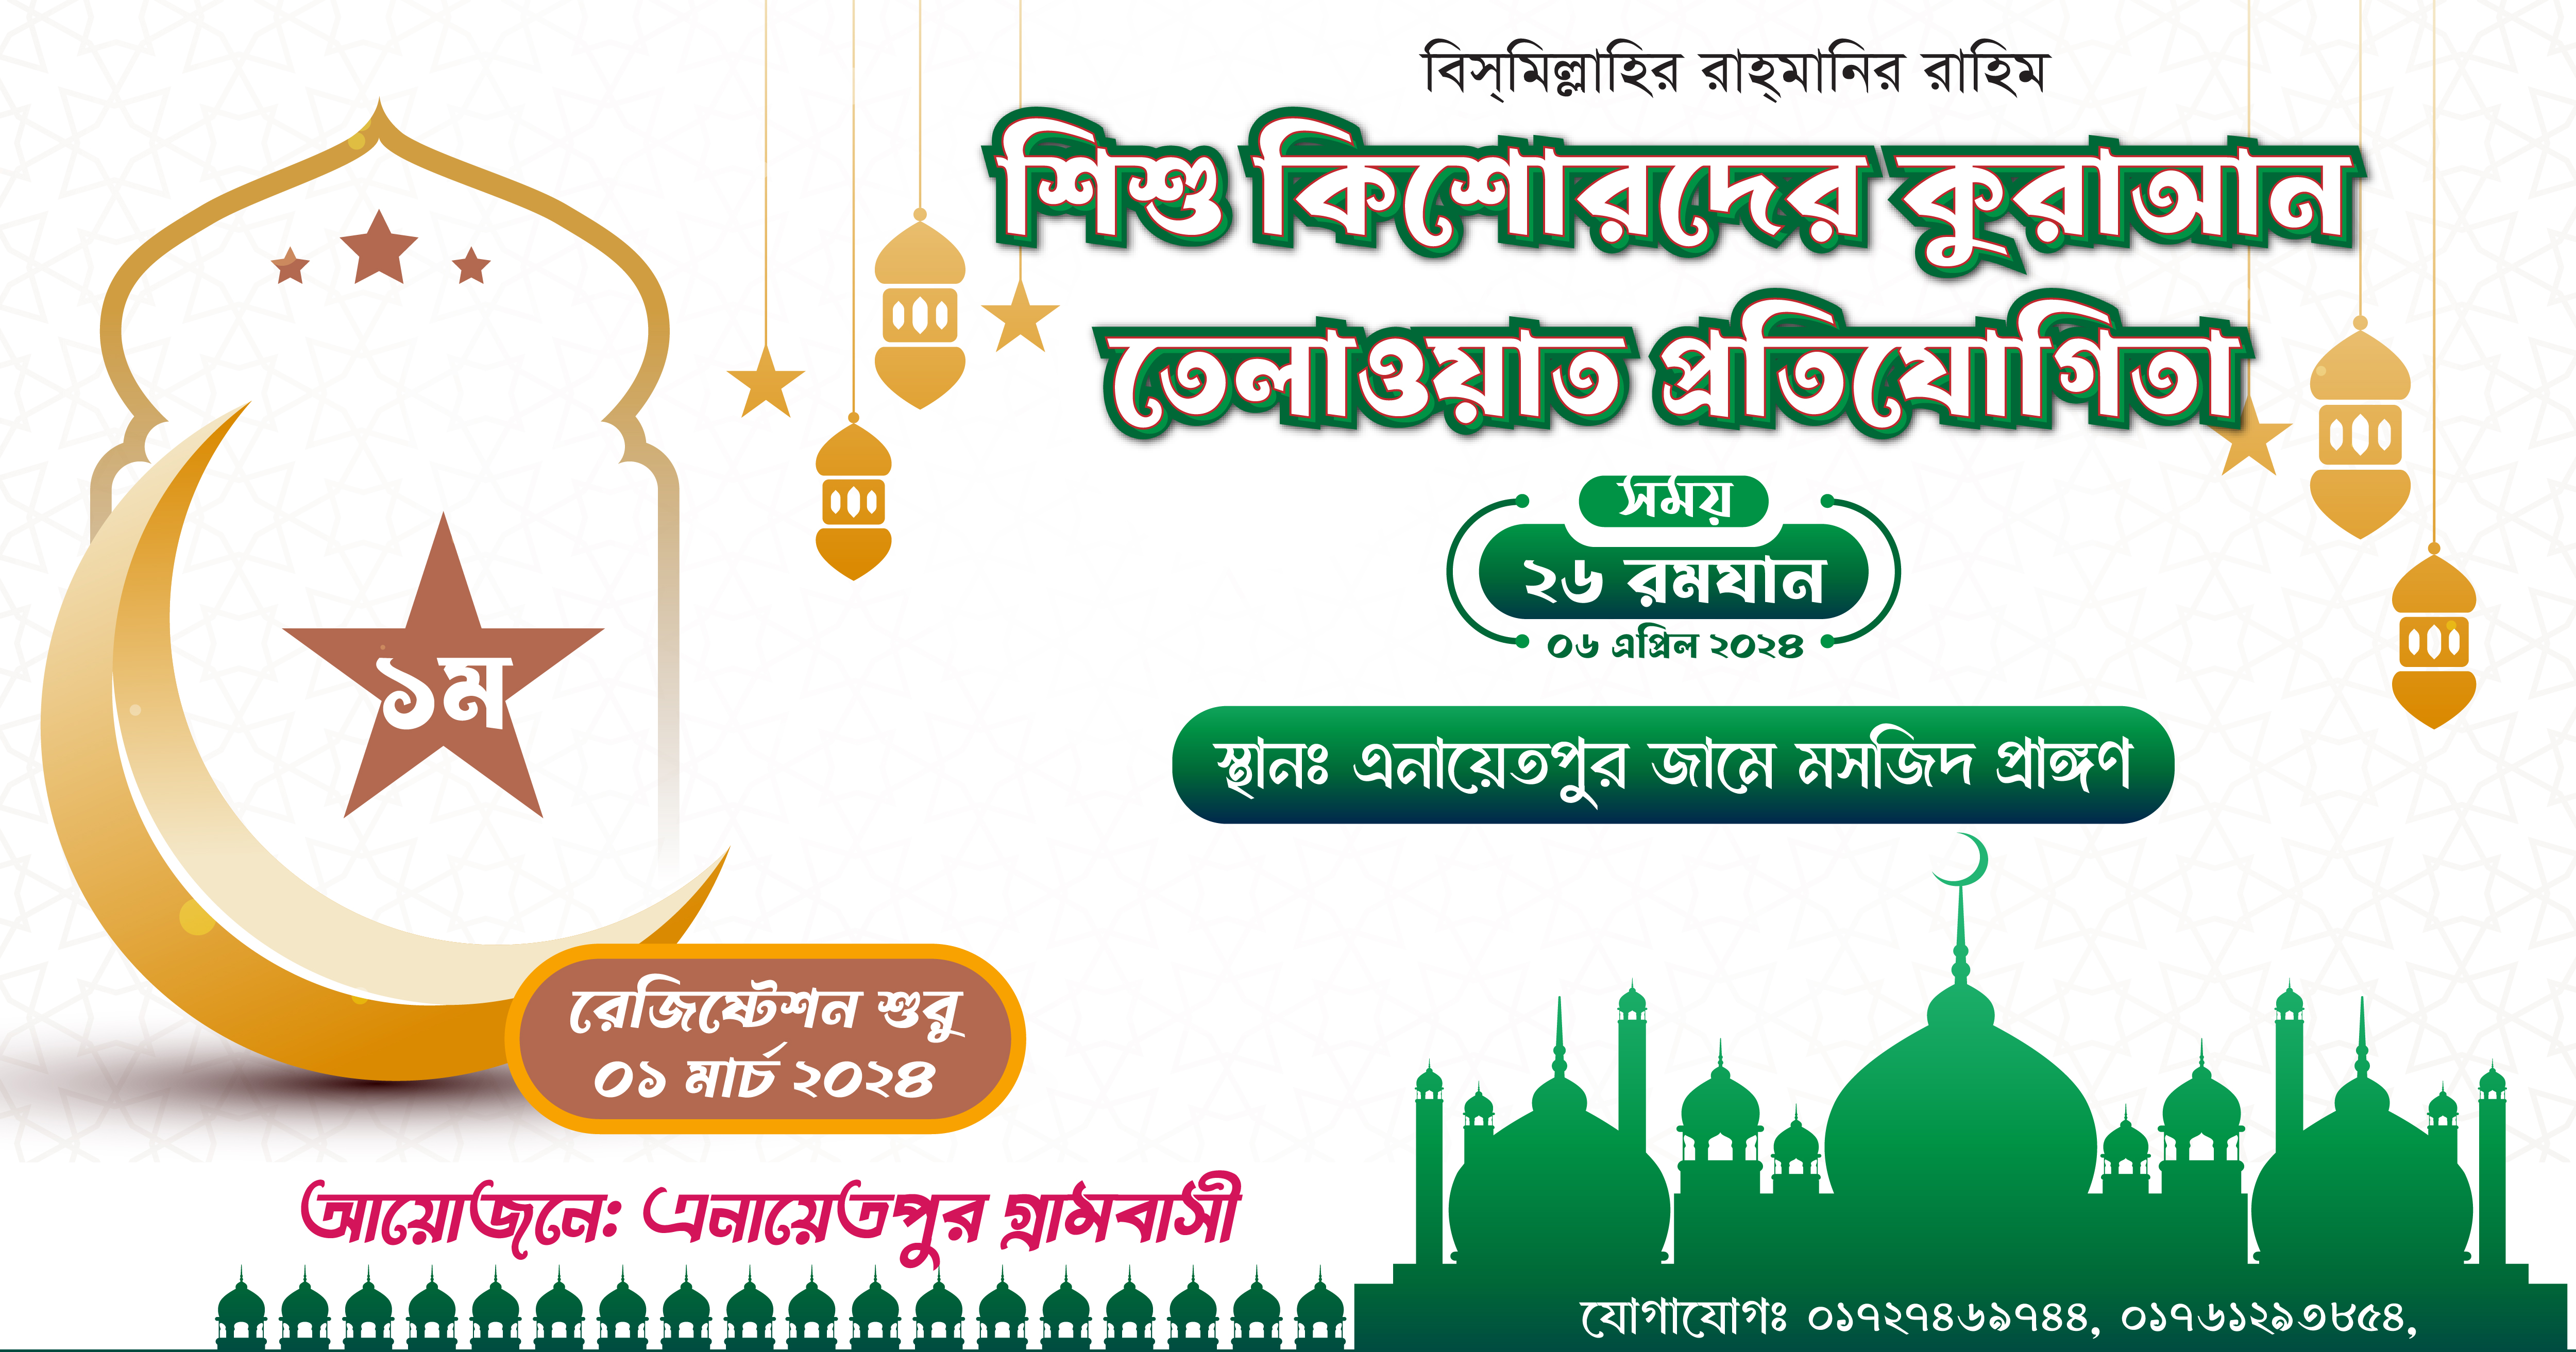 বিস্‌মিল্লাহির রাহ্‌মানির রাহিম
শিশু কিশোরদের কুরাআন
তেলাওয়াত প্রতিযোগিতা
সময়
২৬ রমযান
০৬ এপ্রিল ২০২৪
স্থানঃ এনায়েতপুর জামে মসজিদ প্রাঙ্গণ
১ম
রেজিষ্টেশন শুরু
০১ মার্চ ২০২৪
আয়োজনে: এনায়েতপুর গ্রামবাসী
যোগাযোগঃ ০১৭২৭৪৬৯৭৪৪, ০১৭৬১২৯৩৮৫৪,